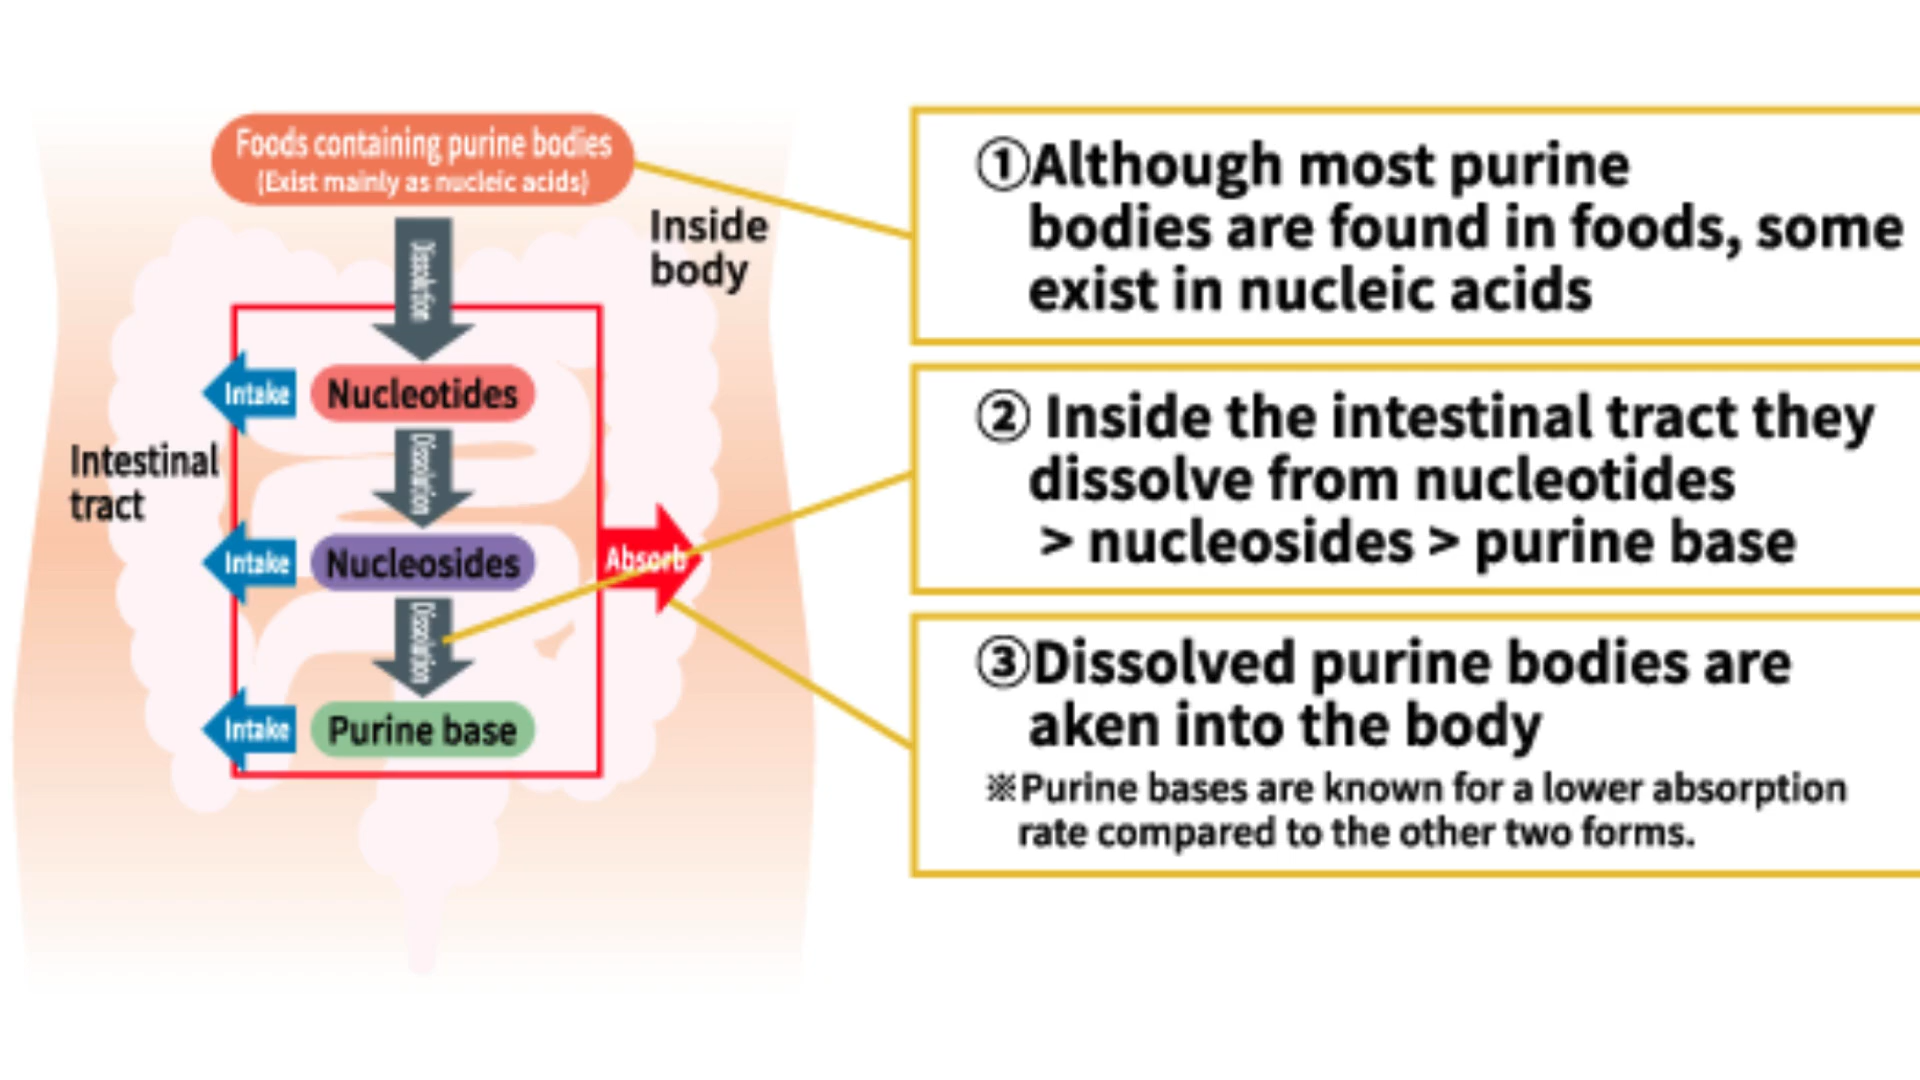 Foods containing purine bodies
(Exist mainly as nucleic acids)
Inside
body
Dissolution
Intake
Nucleotides
Dissolution
Intestinal
tract
Intake
Nucleosides
Absorb
Dissolution
Intake
Purine base
①Although most purine
bodies are found in foods, some
exist in nucleic acids
② Inside the intestinal tract they
dissolve from nucleotides
> nucleosides > purine base
③Dissolved purine bodies are
aken into the body
※Purine bases are known for a lower absorption
rate compared to the other two forms.